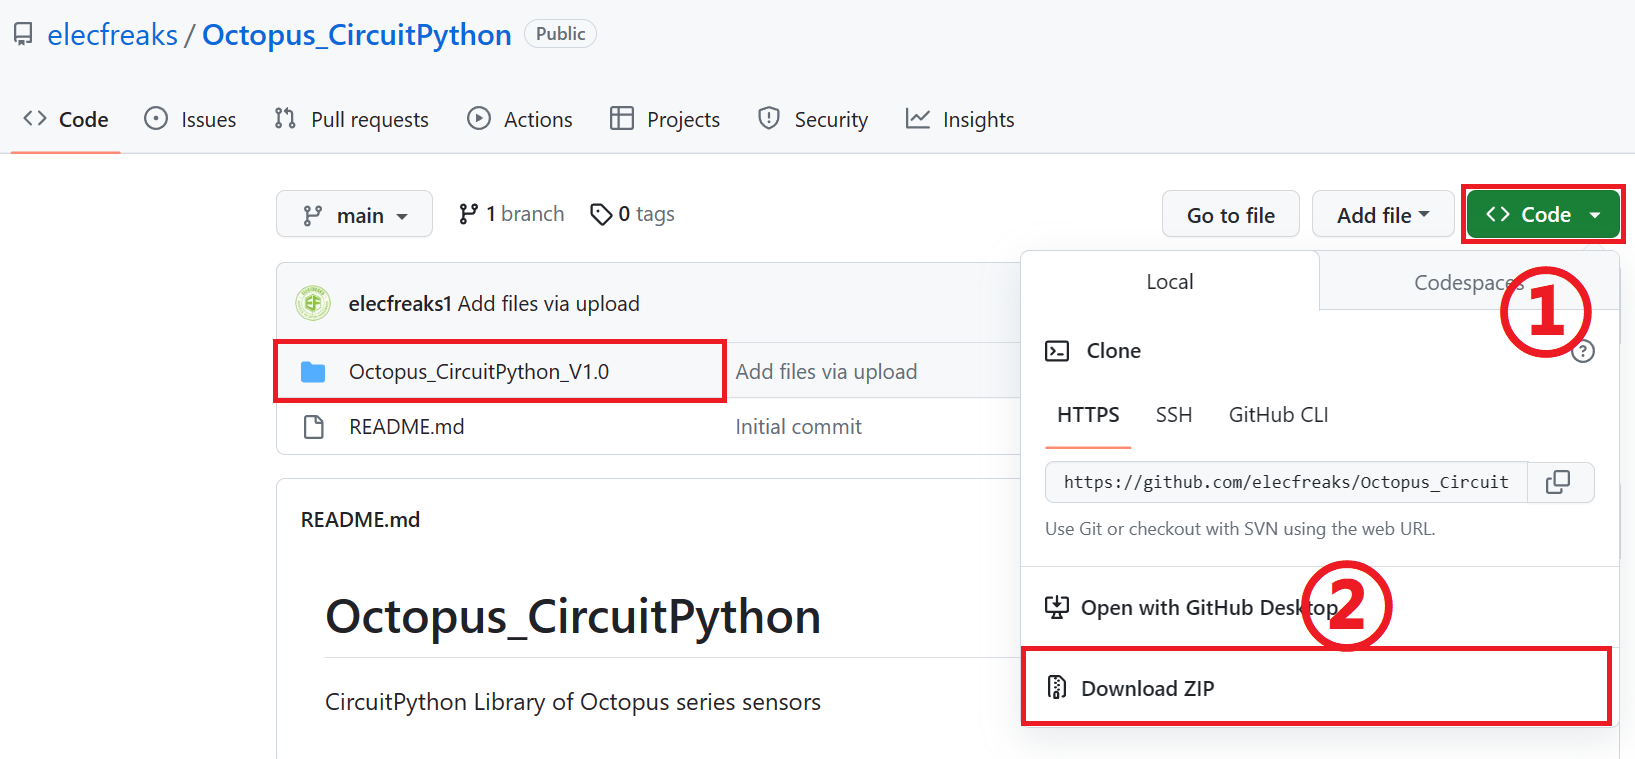 elecfreaks / Octopus_CircuitPython Public
Code Issues Pull requests Actions Projects Security Insights
main 1 branch 0 tags Go to file Add file Code
Local Codespaces
1
elecfreaks1 Add files via upload
Clone
Octopus_CircuitPython_V1.0 Add files via upload
HTTPS SSH GitHub CLI
README.md Initial commit
https://github.com/elecfreaks/Octopus_Circuit
README.md
Use Git or checkout with SVN using the web URL.
Octopus_CircuitPython
Open with GitHub Desktop
2
CircuitPython Library of Octopus series sensors
Download ZIP